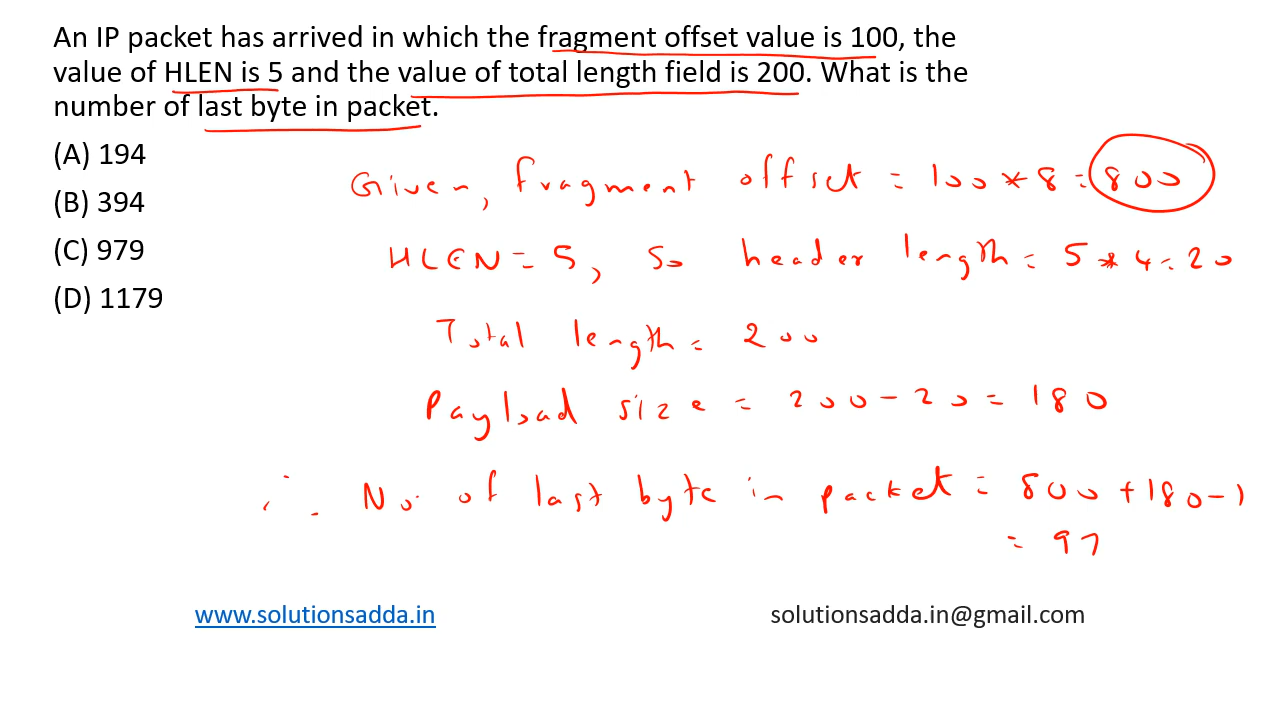 An IP packet has arrived in which the fragment offset value is 100, the
value of HLEN is 5 and the value of total length field is 200. What is the
number of last byte in packet.
(A) 194
(B) 394
(C) 979
(D) 1179
Given, fragment offset = 100 * 8 = 800
HLEN = 5, So header length = 5 * 4 = 20
Total length = 200
Payload size = 200 - 20 = 180
∴ No. of last byte in packet = 800 + 180 - 1
= 97
www.solutionsadda.in
solutionsadda.in@gmail.com